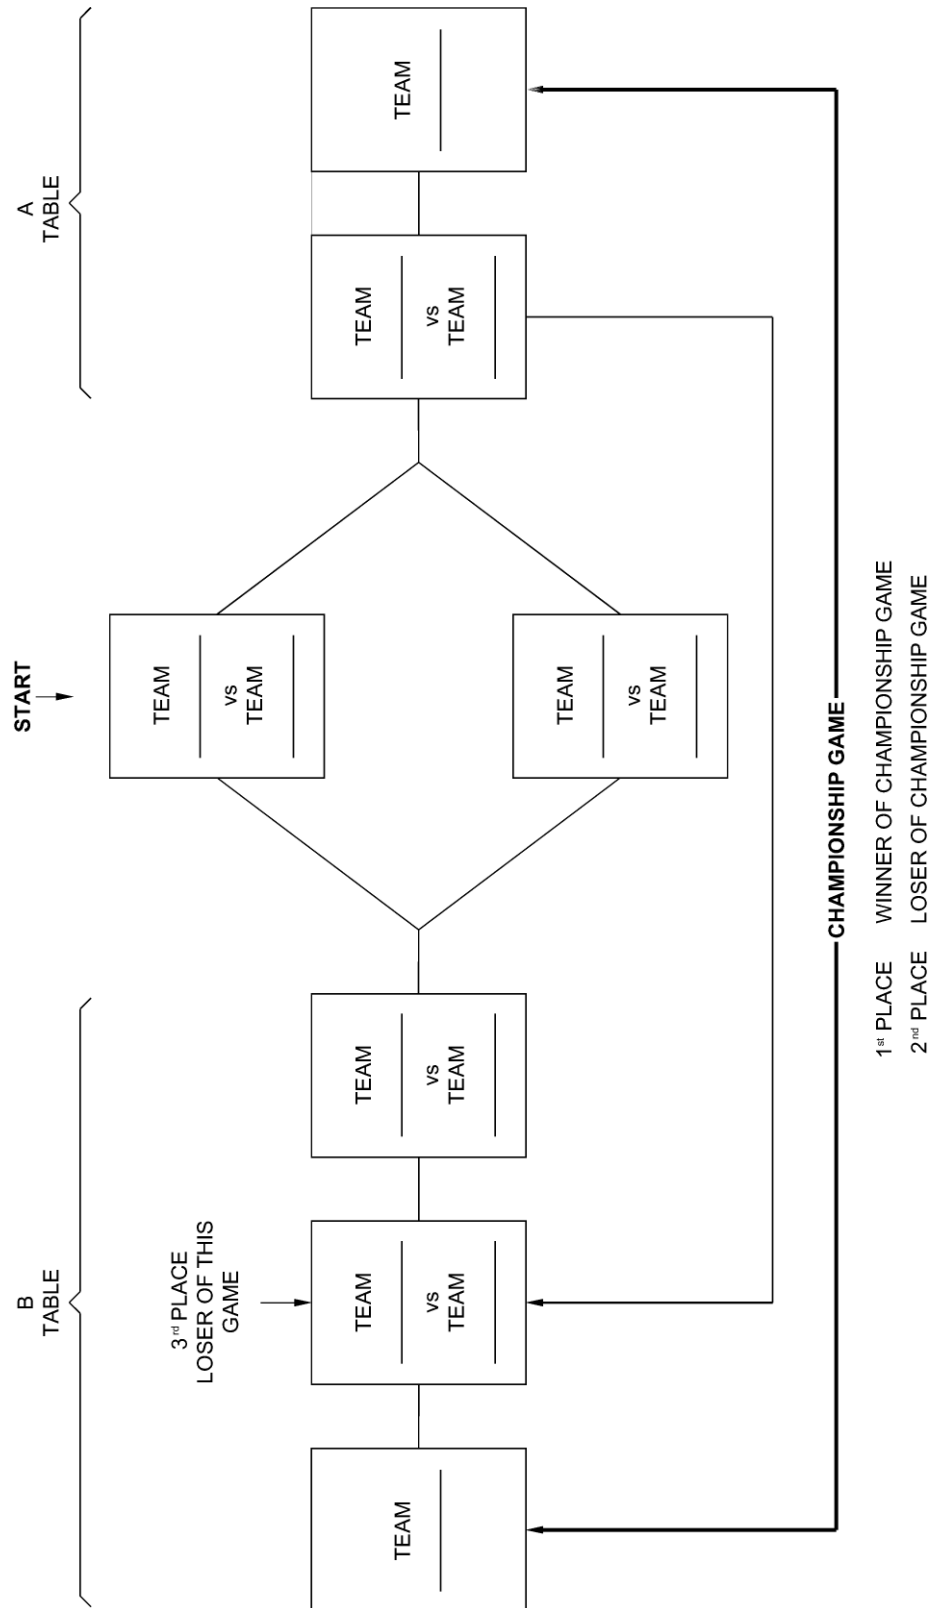 B
TABLE
START
A
TABLE
3rd PLACE
LOSER OF THIS
GAME
TEAM
vs
TEAM
TEAM
TEAM
vs
TEAM
TEAM
vs
TEAM
TEAM
vs
TEAM
TEAM
TEAM
vs
TEAM
CHAMPIONSHIP GAME
1st PLACE WINNER OF CHAMPIONSHIP GAME
2nd PLACE LOSER OF CHAMPIONSHIP GAME